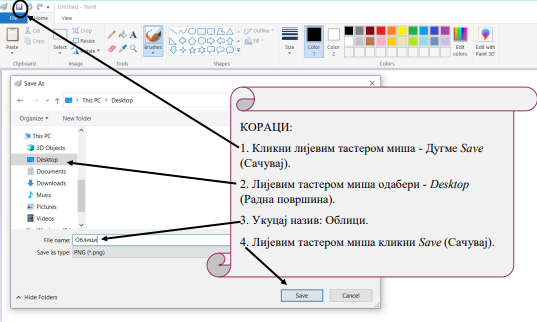 Untitled - Paint
File
Home
View
Paste
Cut
Copy
Clipboard
Select
Crop
Resize
Rotate
Image
Tools
Brushes
Shapes
Outline
Fill
Size
Color 1
Color 2
Colors
Edit colors
Edit with Paint 3D
Save As
This PC > Desktop
Organize
New folder
This PC
3D Objects
Desktop
Documents
Downloads
Music
Pictures
Videos
File name: Облици
Save as type: PNG (*.png)
Hide Folders
Save
Cancel
КОРАЦИ:
1. Кликни лијевим тастером миша - Дугме Save
(Сачувај).
2. Лијевим тастером миша одабери - Desktop
(Радна површина).
3. Укуцај назив: Облици.
4. Лијевим тастером миша кликни Save (Сачувај).